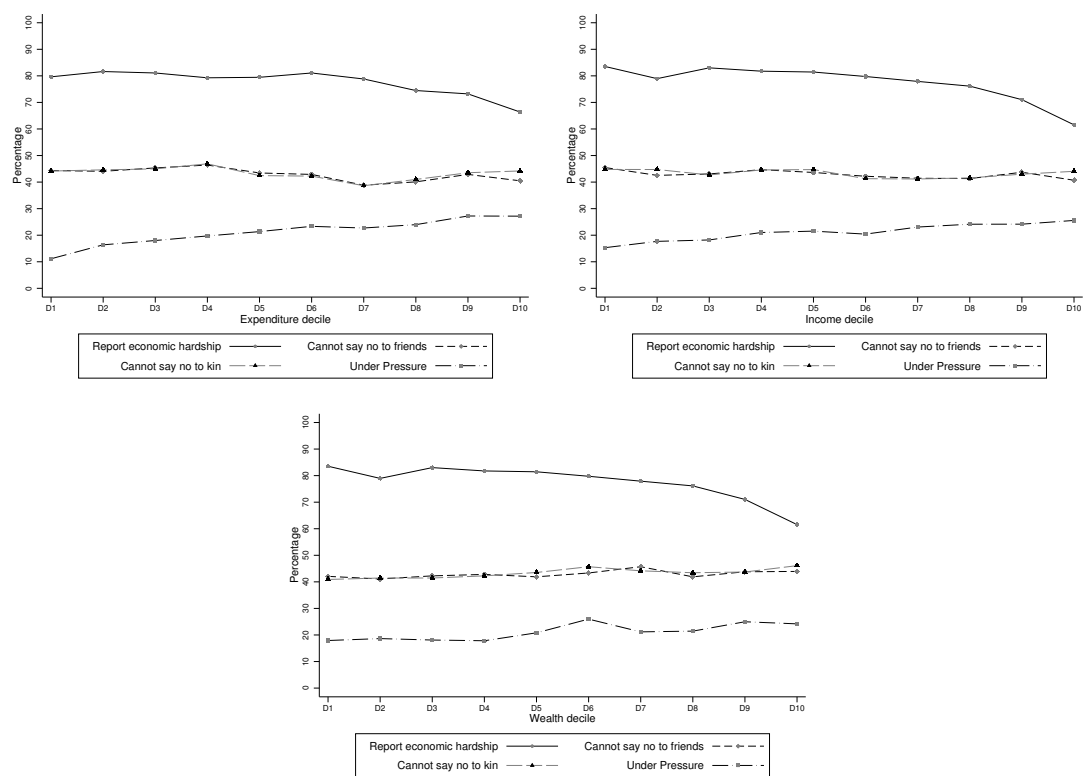 100
90
80
70
60
50
40
30
20
10
0
Percentage
D1 D2 D3 D4 D5 D6 D7 D8 D9 D10
Expenditure decile
Report economic hardship Cannot say no to friends
Cannot say no to kin Under Pressure
100
90
80
70
60
50
40
30
20
10
0
Percentage
D1 D2 D3 D4 D5 D6 D7 D8 D9 D10
Income decile
Report economic hardship Cannot say no to friends
Cannot say no to kin Under Pressure
100
90
80
70
60
50
40
30
20
10
0
Percentage
D1 D2 D3 D4 D5 D6 D7 D8 D9 D10
Wealth decile
Report economic hardship Cannot say no to friends
Cannot say no to kin Under Pressure